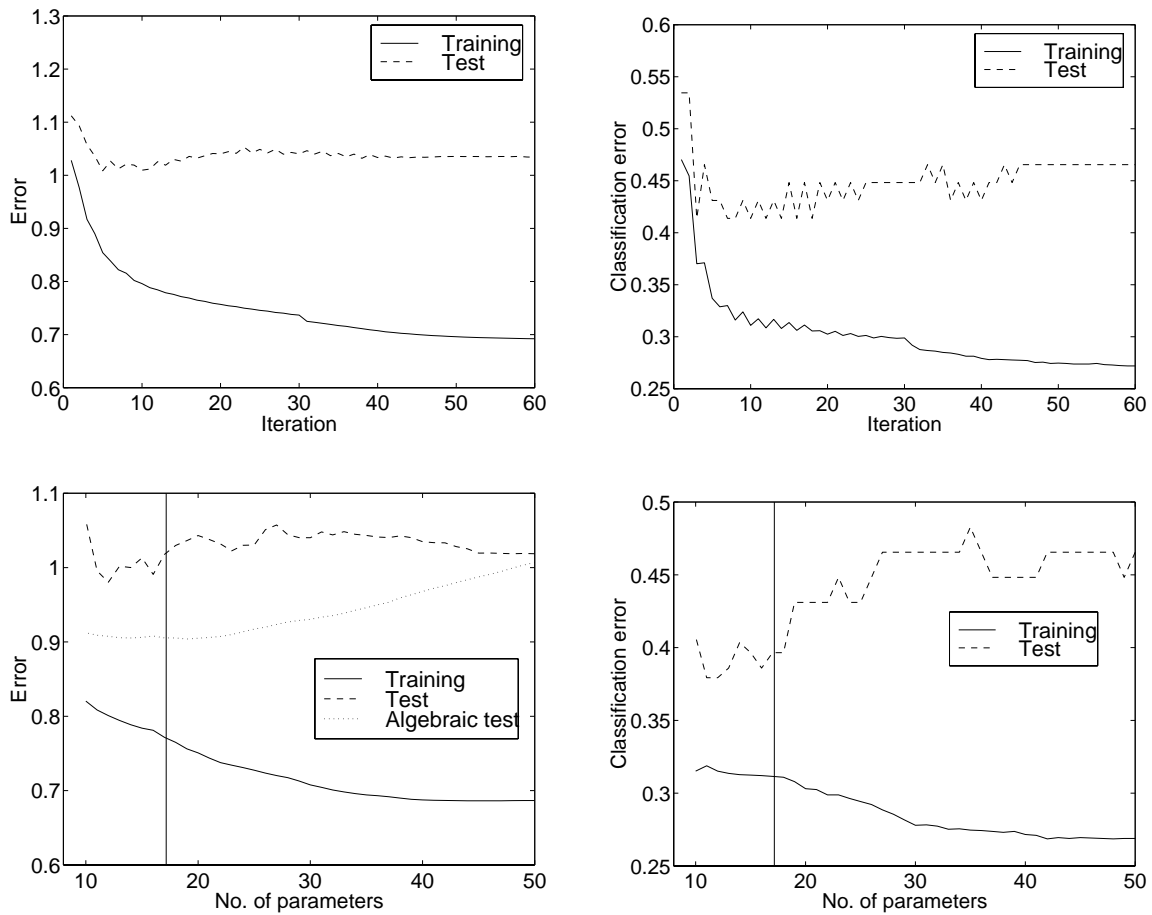 1.3
1.2
1.1
1
0.9
0.8
0.7
0.6
Error
Training
Test
0 10 20 30 40 50 60
Iteration
0.6
0.55
0.5
0.45
0.4
0.35
0.3
0.25
Classification error
Training
Test
0 10 20 30 40 50 60
Iteration
1.1
1
0.9
0.8
0.7
0.6
Error
Training
Test
Algebraic test
10 20 30 40 50
No. of parameters
0.5
0.45
0.4
0.35
0.3
0.25
Classification error
Training
Test
10 20 30 40 50
No. of parameters